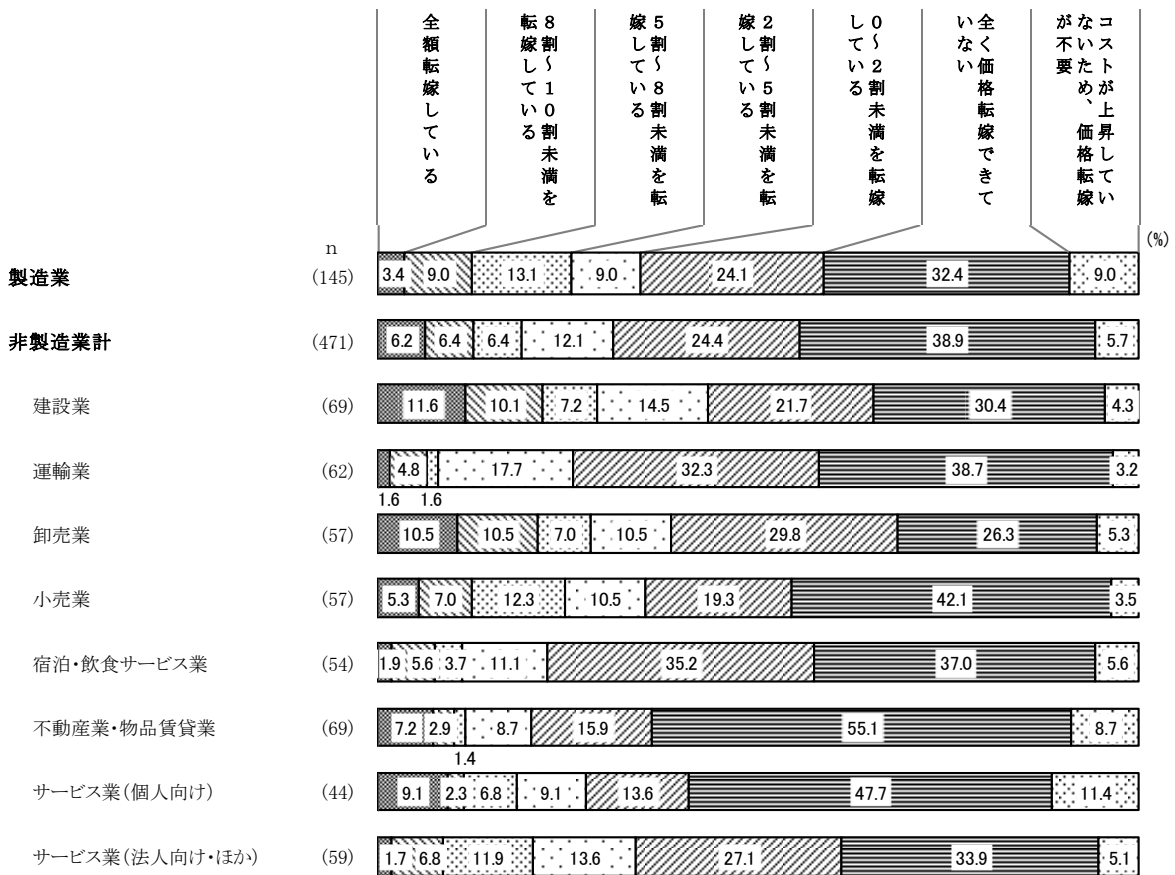 全額転嫁している
8割～10割未満を
転嫁している
5割～8割未満を転
嫁している
2割～5割未満を転
嫁している
0～2割未満を転嫁
している
全く価格転嫁できて
いない
コストが上昇してい
ないため、価格転嫁
が不要
(%)
n
製造業 (145) 3.4 9.0 13.1 9.0 24.1 32.4 9.0
非製造業計 (471) 6.2 6.4 6.4 12.1 24.4 38.9 5.7
建設業 (69) 11.6 10.1 7.2 14.5 21.7 30.4 4.3
運輸業 (62) 4.8 17.7 32.3 38.7 3.2
1.6 1.6
卸売業 (57) 10.5 10.5 7.0 10.5 29.8 26.3 5.3
小売業 (57) 5.3 7.0 12.3 10.5 19.3 42.1 3.5
宿泊・飲食サービス業 (54) 1.9 5.6 3.7 11.1 35.2 37.0 5.6
不動産業・物品賃貸業 (69) 7.2 2.9 8.7 15.9 55.1 8.7
1.4
サービス業(個人向け) (44) 9.1 2.3 6.8 9.1 13.6 47.7 11.4
サービス業(法人向け・ほか) (59) 1.7 6.8 11.9 13.6 27.1 33.9 5.1